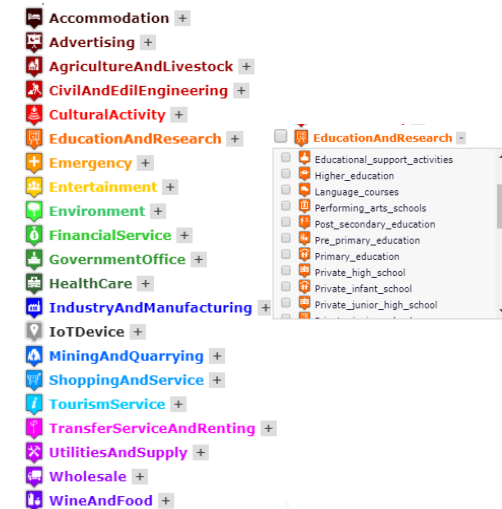 Accommodation +
Advertising +
AgricultureAndLivestock +
CivilAndEdilEngineering +
CulturalActivity +
EducationAndResearch +
Emergency +
Entertainment +
Environment +
FinancialService +
GovernmentOffice +
HealthCare +
IndustryAndManufacturing +
IoTDevice +
MiningAndQuarrying +
ShoppingAndService +
TourismService +
TransferServiceAndRenting +
UtilitiesAndSupply +
Wholesale +
WineAndFood +
EducationAndResearch -
Educational_support_activities
Higher_education
Language_courses
Performing_arts_schools
Post_secondary_education
Pre_primary_education
Primary_education
Private_high_school
Private_infant_school
Private_junior_high_school